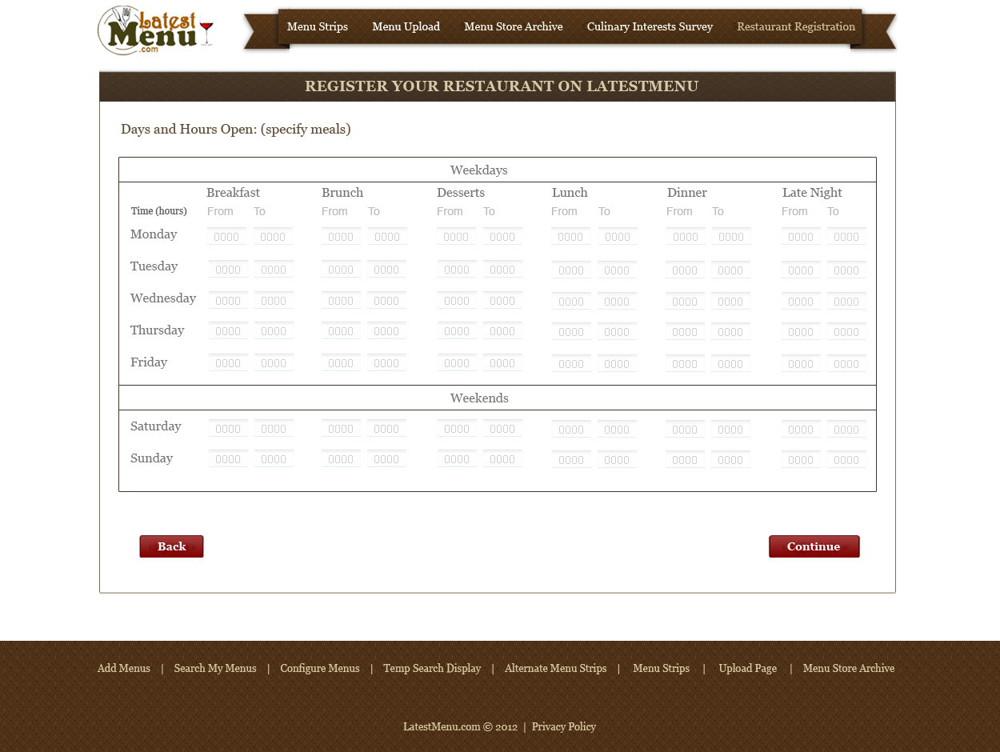 Latest Menu .com
Menu Strips Menu Upload Menu Store Archive Culinary Interests Survey Restaurant Registration
REGISTER YOUR RESTAURANT ON LATESTMENU
Days and Hours Open: (specify meals)
Weekdays
Breakfast Brunch Desserts Lunch Dinner Late Night
Time (hours) From To From To From To From To From To From To
Monday 0000 0000 0000 0000 0000 0000 0000 0000 0000 0000 0000 0000
Tuesday 0000 0000 0000 0000 0000 0000 0000 0000 0000 0000 0000 0000
Wednesday 0000 0000 0000 0000 0000 0000 0000 0000 0000 0000 0000 0000
Thursday 0000 0000 0000 0000 0000 0000 0000 0000 0000 0000 0000 0000
Friday 0000 0000 0000 0000 0000 0000 0000 0000 0000 0000 0000 0000
Weekends
Saturday 0000 0000 0000 0000 0000 0000 0000 0000 0000 0000 0000 0000
Sunday 0000 0000 0000 0000 0000 0000 0000 0000 0000 0000 0000 0000
Back Continue
Add Menus | Search My Menus | Configure Menus | Temp Search Display | Alternate Menu Strips | Menu Strips | Upload Page | Menu Store Archive
LatestMenu.com © 2012 | Privacy Policy